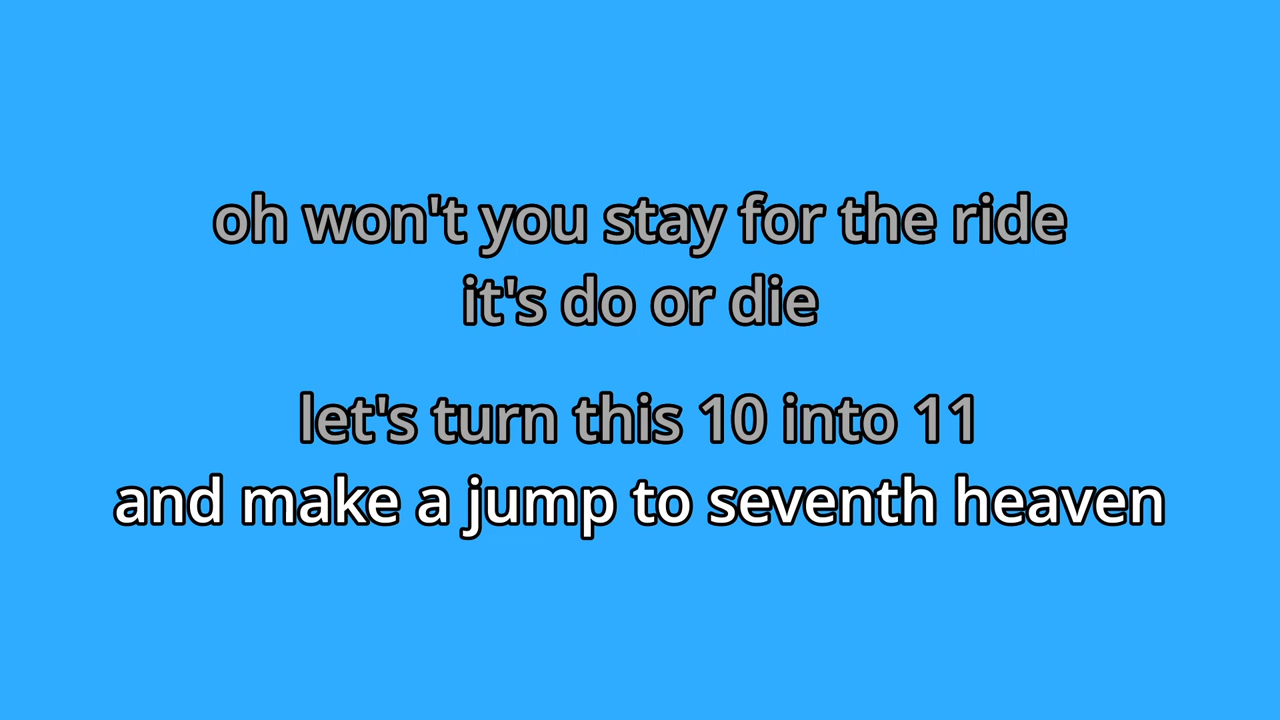 oh won't you stay for the ride
it's do or die
let's turn this 10 into 11
and make a jump to seventh heaven